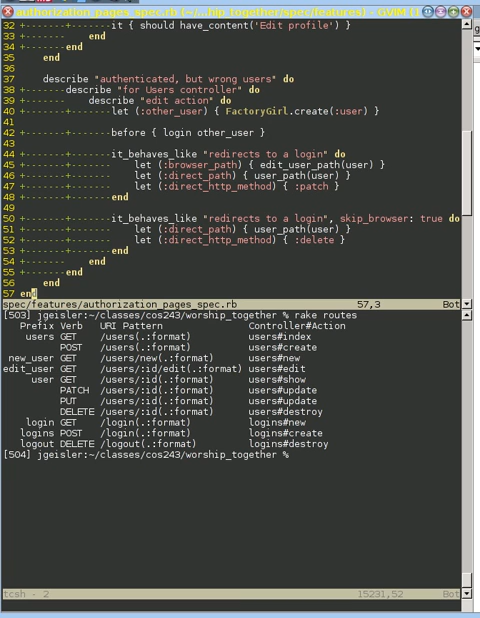 authorization_pages_spec.rb (~/...hip_together/spec/features) - GVIM (1
32 +-------+-------it { should have_content('Edit profile') }
33 +-------    end
34 +-------end
35     end
36
37     describe "authenticated, but wrong users" do
38 +-------describe "for Users controller" do
39 +-------    describe "edit action" do
40 +-------+-------let (:other_user) { FactoryGirl.create(:user) }
41
42 +-------+-------before { login other_user }
43
44 +-------+-------it_behaves_like "redirects to a login" do
45 +-------+-------    let (:browser_path) { edit_user_path(user) }
46 +-------+-------    let (:direct_path) { user_path(user) }
47 +-------+-------    let (:direct_http_method) { :patch }
48 +-------+-------end
49
50 +-------+-------it_behaves_like "redirects to a login", skip_browser: true do
51 +-------+-------    let (:direct_path) { user_path(user) }
52 +-------+-------    let (:direct_http_method) { :delete }
53 +-------+-------end
54 +-------    end
55 +-------end
56     end
57 end
spec/features/authorization_pages_spec.rb 57,3 Bot
[503] jgeisler:~/classes/cos243/worship_together % rake routes
Prefix Verb URI Pattern Controller#Action
users GET /users(.:format) users#index
POST /users(.:format) users#create
new_user GET /users/new(.:format) users#new
edit_user GET /users/:id/edit(.:format) users#edit
user GET /users/:id(.:format) users#show
PATCH /users/:id(.:format) users#update
PUT /users/:id(.:format) users#update
DELETE /users/:id(.:format) users#destroy
login GET /login(.:format) logins#new
logins POST /login(.:format) logins#create
logout DELETE /logout(.:format) logins#destroy
[504] jgeisler:~/classes/cos243/worship_together %
tcsh - 2 15231,52 Bot